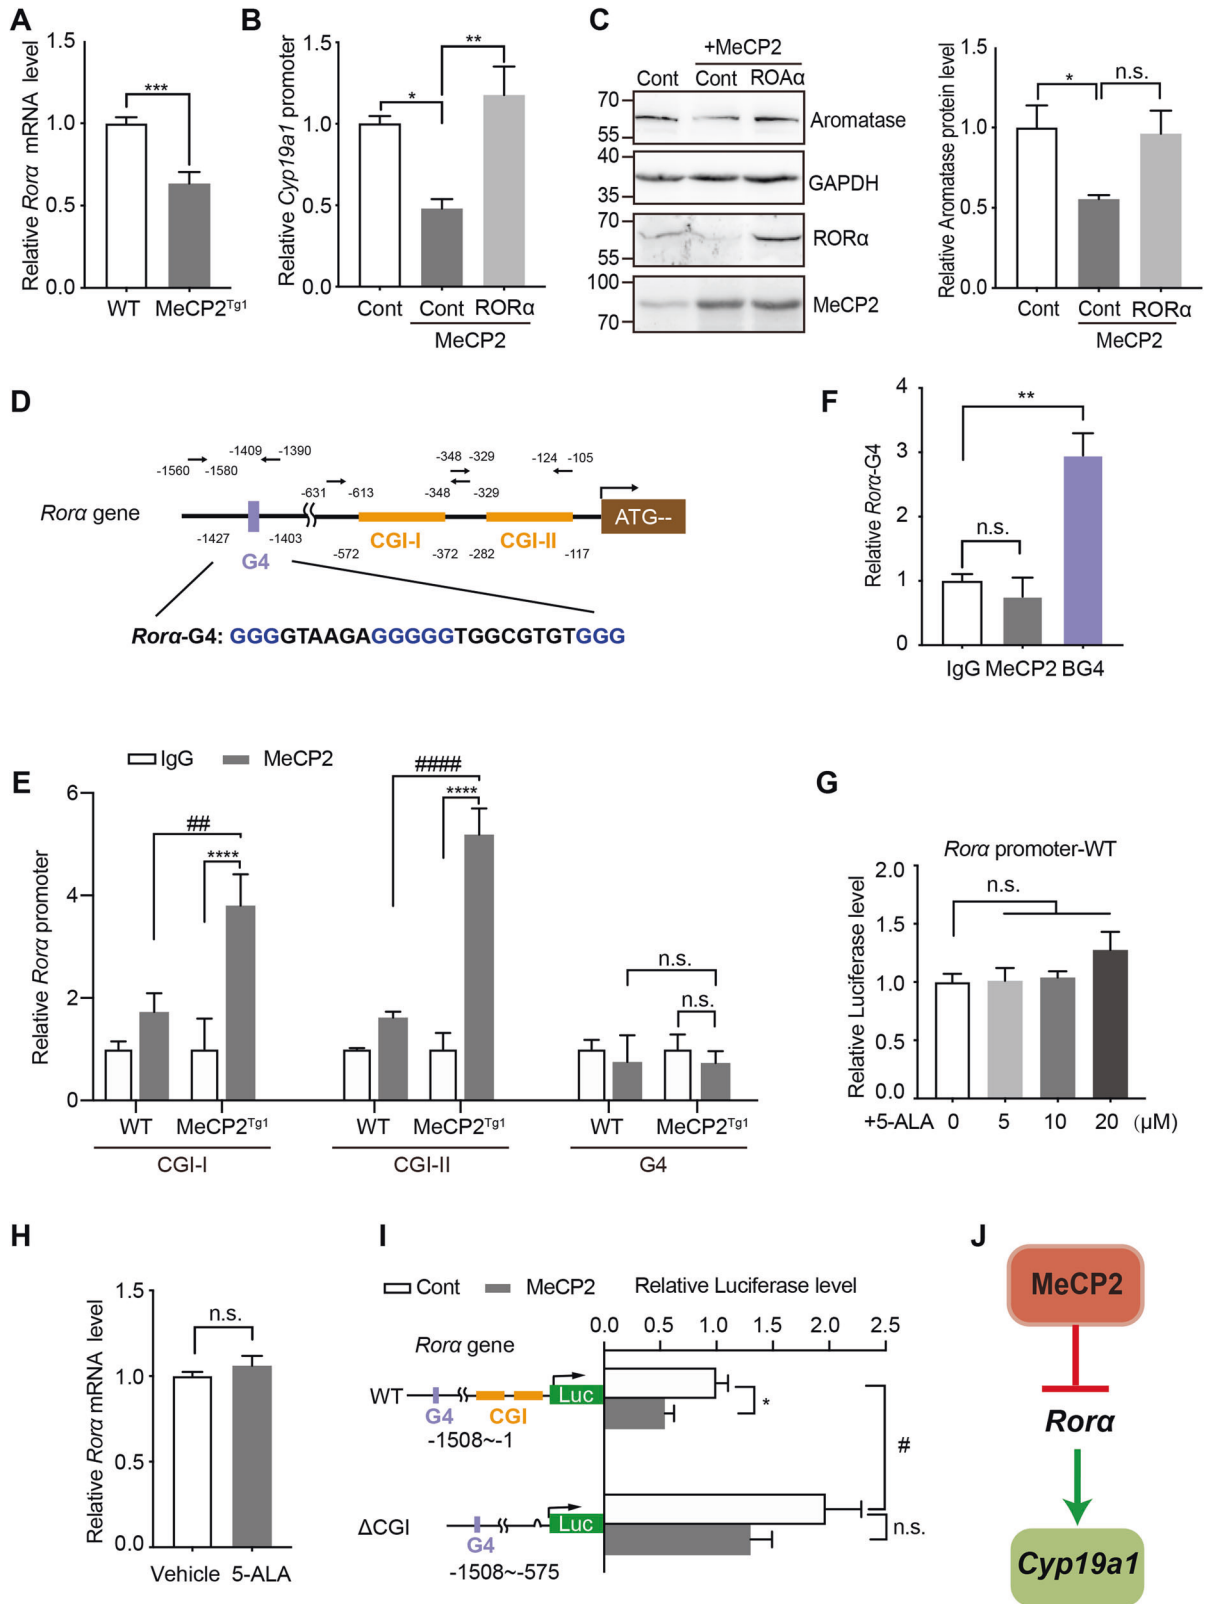 A
Relative Rorα mRNA level
1.5
1.0
0.5
0.0
***
WT MeCP2Tg1
B
Relative Cyp19a1 promoter
1.5
1.0
0.5
0.0
*
**
Cont Cont RORα
MeCP2
C
+MeCP2
Cont Cont ROAα
70
55
Aromatase
40
35
GAPDH
70
55
RORα
100
70
MeCP2
Relative Aromatase protein level
1.5
1.0
0.5
0.0
*
n.s.
Cont Cont RORα
MeCP2
D
-1409 -1390
-1560 -1580
-348 -329 -124 -105
-631 -613 -348 -329
Rorα gene
ATG--
-1427 -1403
G4
CGI-I CGI-II
-572 -372 -282 -117
Rorα-G4: GGGGTAAGAGGGGGTGGCGTGTGGG
F
Relative Rorα-G4
4
3
2
1
0
**
n.s.
IgG MeCP2 BG4
E
IgG MeCP2
Relative Rorα promoter
6
4
2
0
##
****
####
****
n.s.
n.s.
WT MeCP2Tg1 WT MeCP2Tg1 WT MeCP2Tg1
CGI-I CGI-II G4
G
Rorα promoter-WT
Relative Luciferase level
2.0
1.5
1.0
0.5
0.0
n.s.
+5-ALA 0 5 10 20 (μM)
H
Relative Rorα mRNA level
1.5
1.0
0.5
0.0
n.s.
Vehicle 5-ALA
I
Cont MeCP2
Relative Luciferase level
0.0 0.5 1.0 1.5 2.0 2.5
Rorα gene
WT
Luc
G4 CGI
-1508~-1
*
#
ΔCGI
Luc
G4
-1508~-575
n.s.
J
MeCP2
Rorα
Cyp19a1